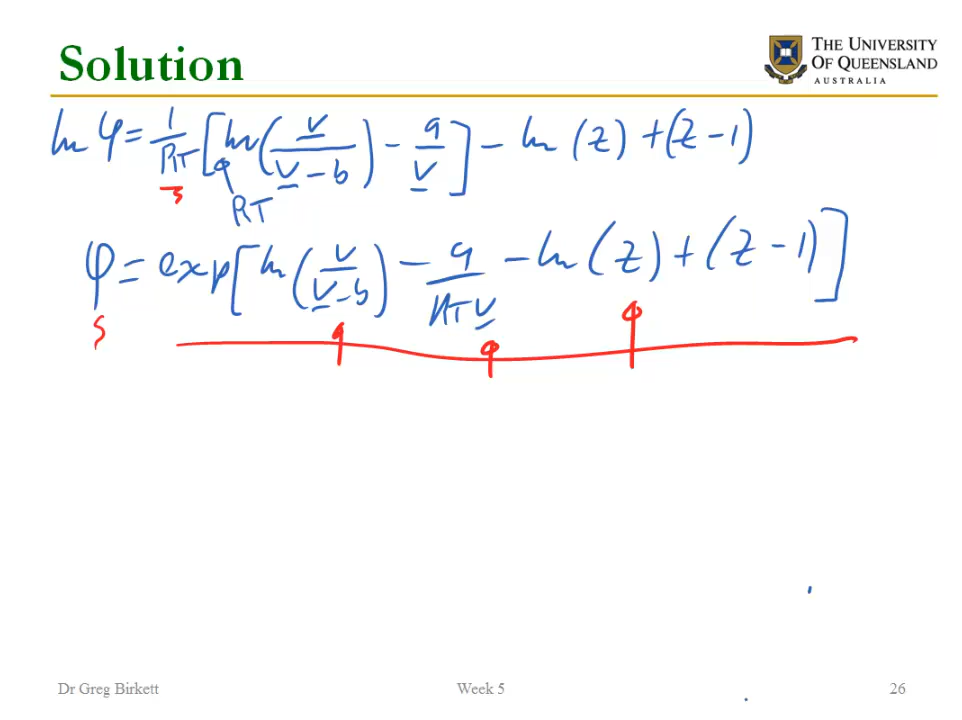 Solution
THE UNIVERSITY
OF QUEENSLAND
AUSTRALIA
ln φ = 1/RT [ln(v/(v-b)) - a/v] - ln(z) + (z-1)
RT
φ = exp[ln(v/(v-b)) - a/RTv - ln(z) + (z-1)]
Dr Greg Birkett
Week 5
26